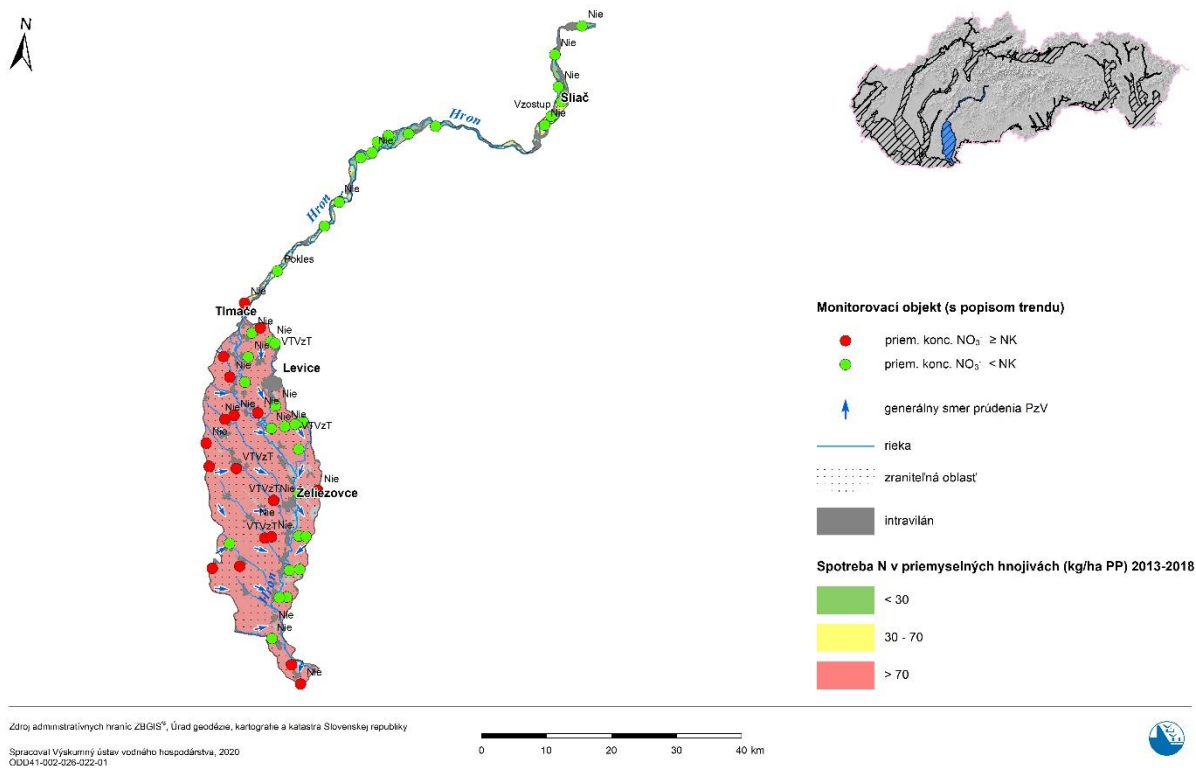 N
Nie
Nie
Nie
Sliač
Vzostup
Nie
Hron
Nie
Nie
Hron
Pokles
Nie
Tlmače
Nie
Nie
VTVzT
Nie
Nie
Levice
Nie
Nie
Nie
Nie
Nie
VTVzT
Nie
VTVzT
Nie
VTVzT
Nie
Želiezovce
Nie
VTVzT
Nie
Hron
Nie
Nie
Nie
Monitorovací objekt (s popisom trendu)
priem. konc. NO₃⁻ ≥ NK
priem. konc. NO₃⁻ < NK
generálny smer prúdenia PzV
rieka
zraniteľná oblasť
intravilán
Spotreba N v priemyselných hnojivách (kg/ha PP) 2013-2018
< 30
30 - 70
> 70
Zdroj administratívnych hraníc ZBGIS®, Úrad geodézie, kartografie a katastra Slovenskej republiky
Spracoval Výskumný ústav vodného hospodárstva, 2020
ODD41-002-026-022-01
0 10 20 30 40 km